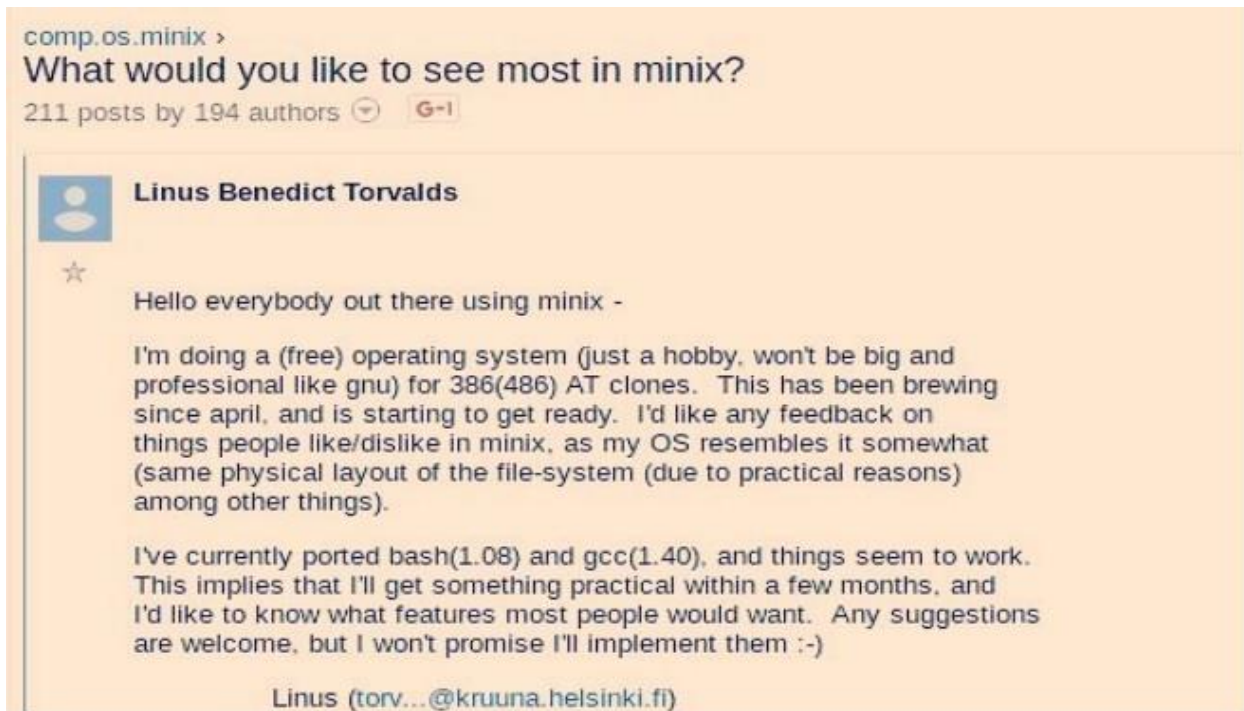 comp.os.minix ›
What would you like to see most in minix?
211 posts by 194 authors G+1
Linus Benedict Torvalds
Hello everybody out there using minix -
I'm doing a (free) operating system (just a hobby, won't be big and
professional like gnu) for 386(486) AT clones. This has been brewing
since april, and is starting to get ready. I'd like any feedback on
things people like/dislike in minix, as my OS resembles it somewhat
(same physical layout of the file-system (due to practical reasons)
among other things).
I've currently ported bash(1.08) and gcc(1.40), and things seem to work.
This implies that I'll get something practical within a few months, and
I'd like to know what features most people would want. Any suggestions
are welcome, but I won't promise I'll implement them :-)
Linus (torv...@kruuna.helsinki.fi)